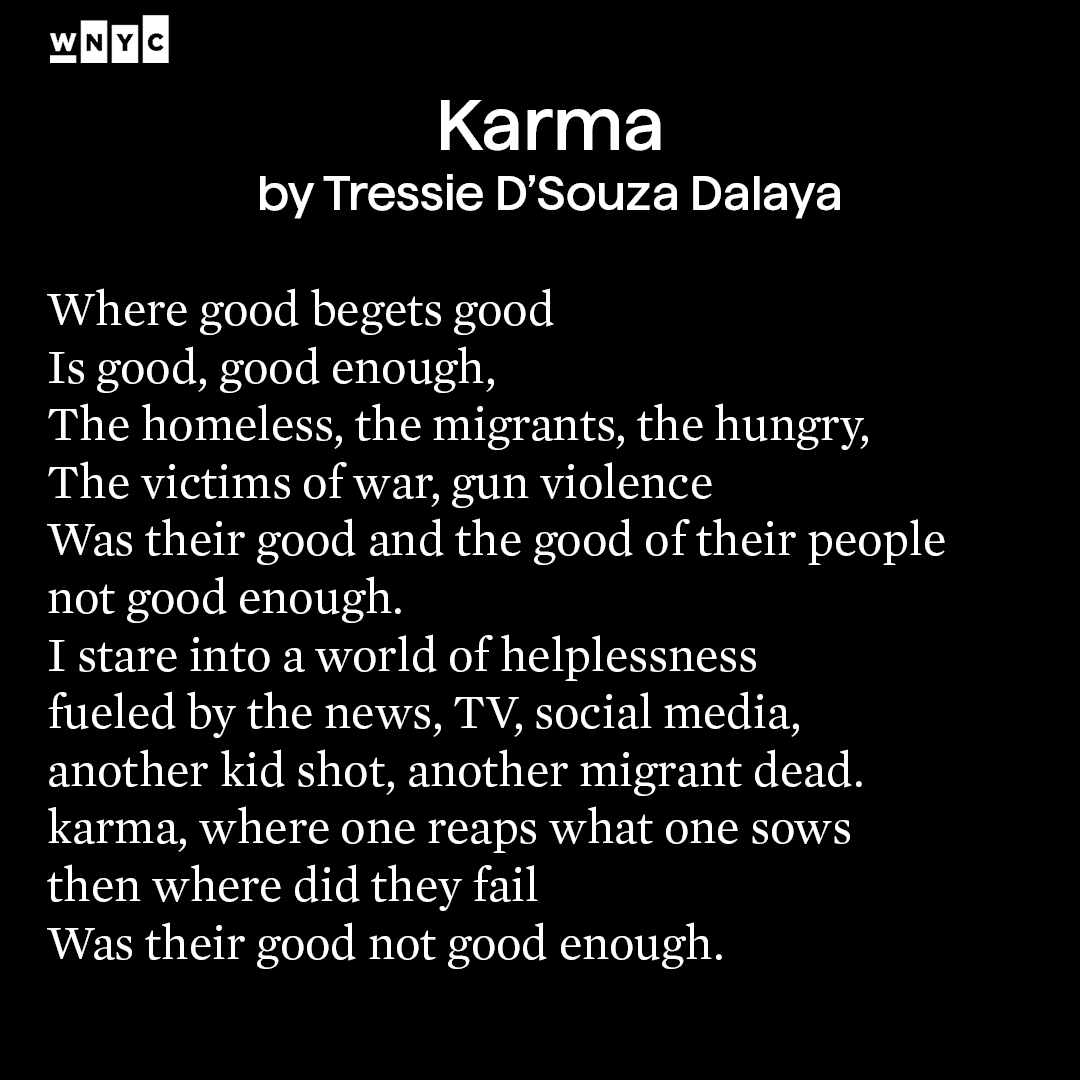 WNYC
Karma
by Tressie D’Souza Dalaya
Where good begets good
Is good, good enough,
The homeless, the migrants, the hungry,
The victims of war, gun violence
Was their good and the good of their people
not good enough.
I stare into a world of helplessness
fueled by the news, TV, social media,
another kid shot, another migrant dead.
karma, where one reaps what one sows
then where did they fail
Was their good not good enough.